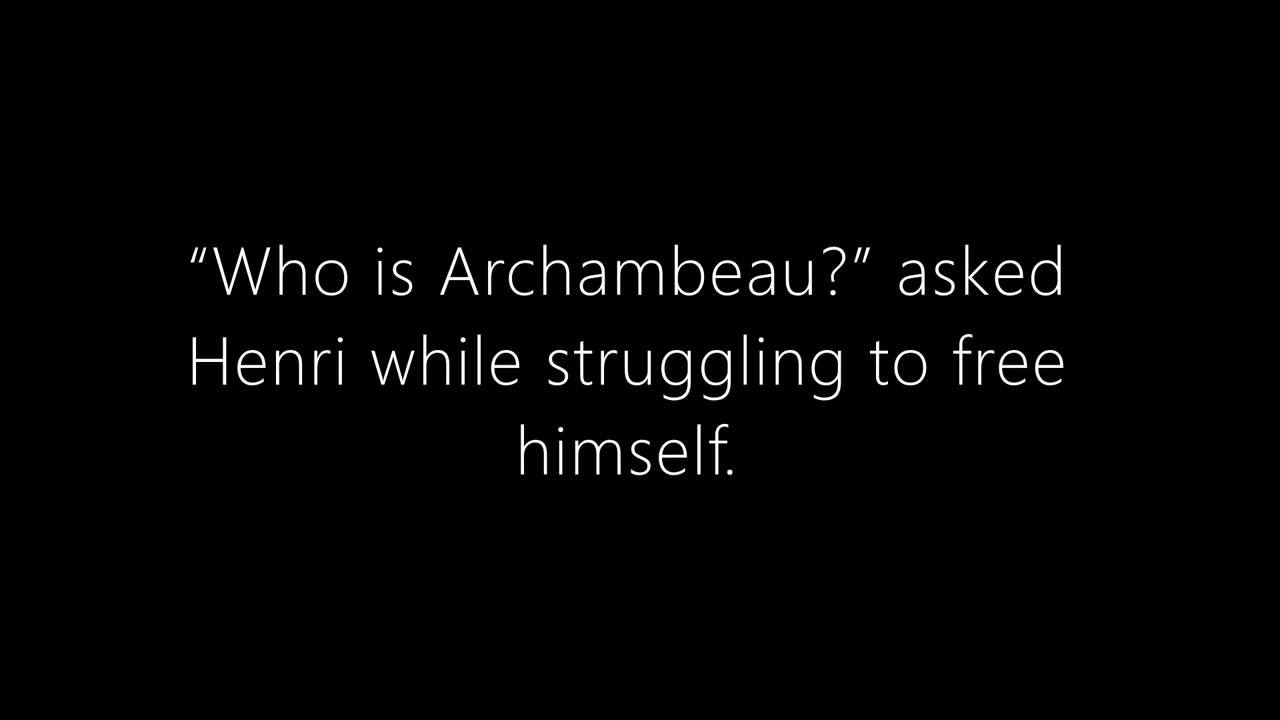 “Who is Archambeau?” asked
Henri while struggling to free
himself.